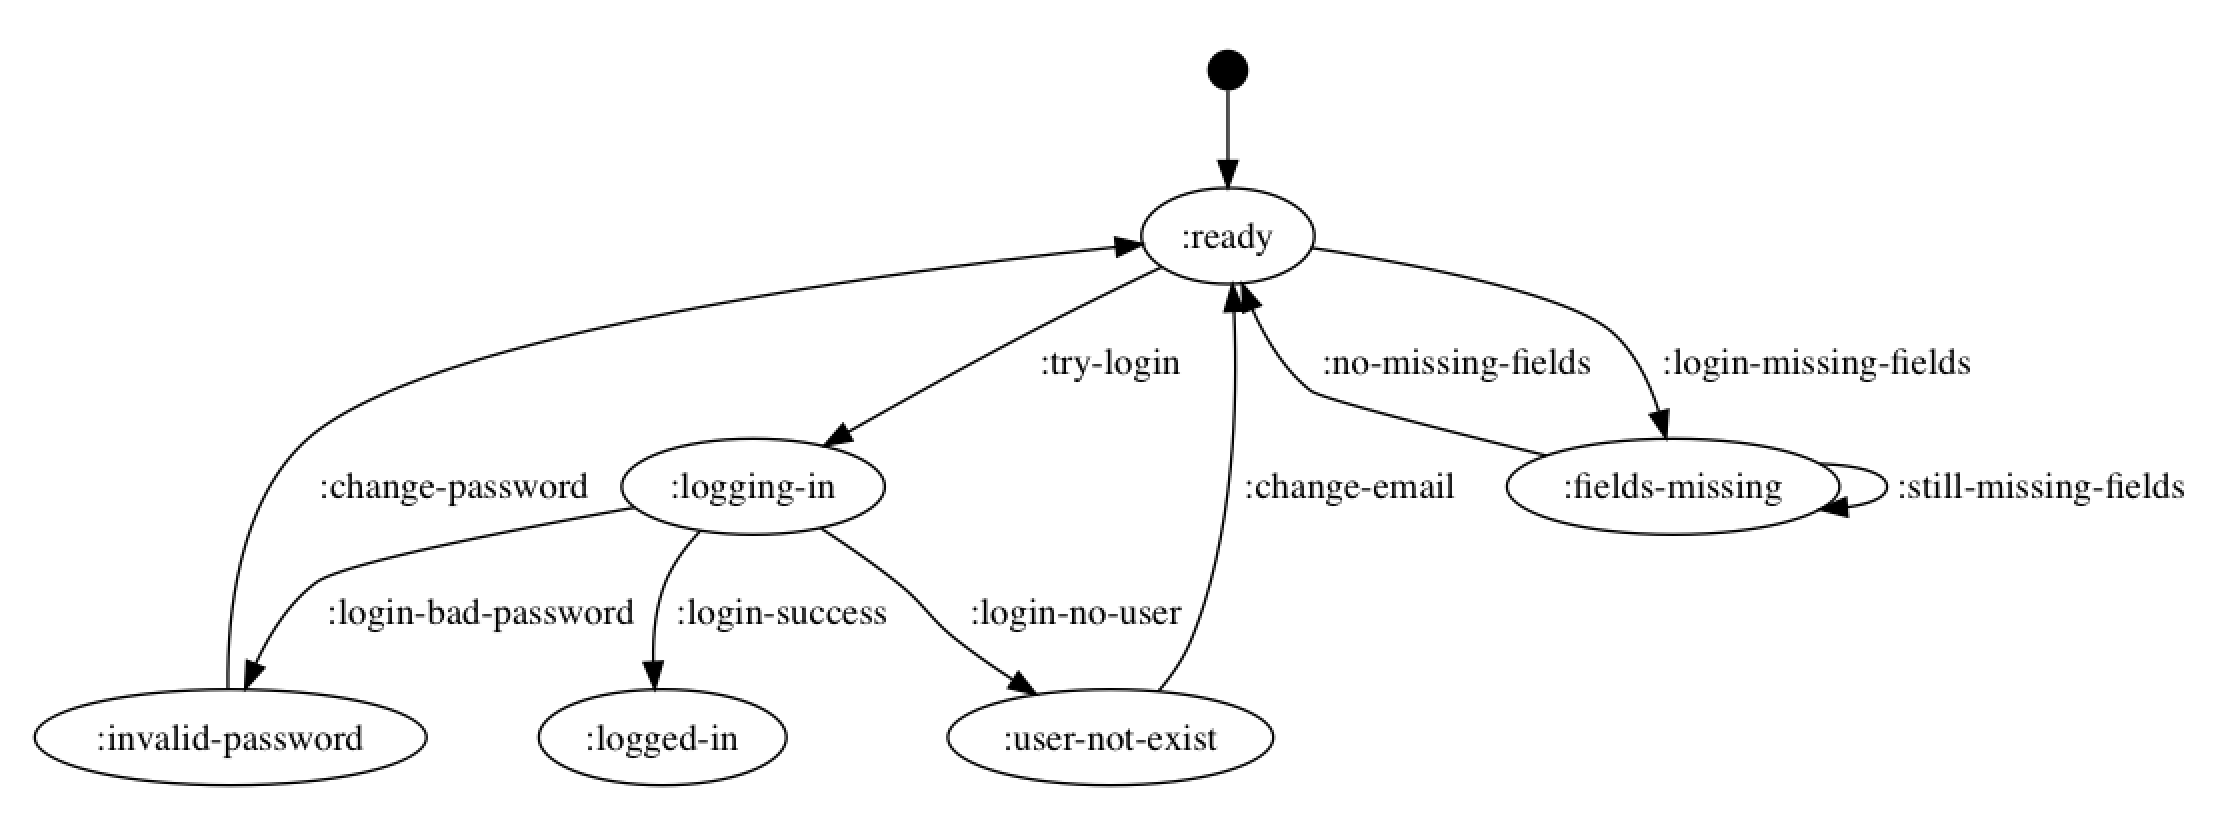 :ready
:try-login
:no-missing-fields
:login-missing-fields
:change-password
:logging-in
:change-email
:fields-missing
:still-missing-fields
:login-bad-password
:login-success
:login-no-user
:invalid-password
:logged-in
:user-not-exist